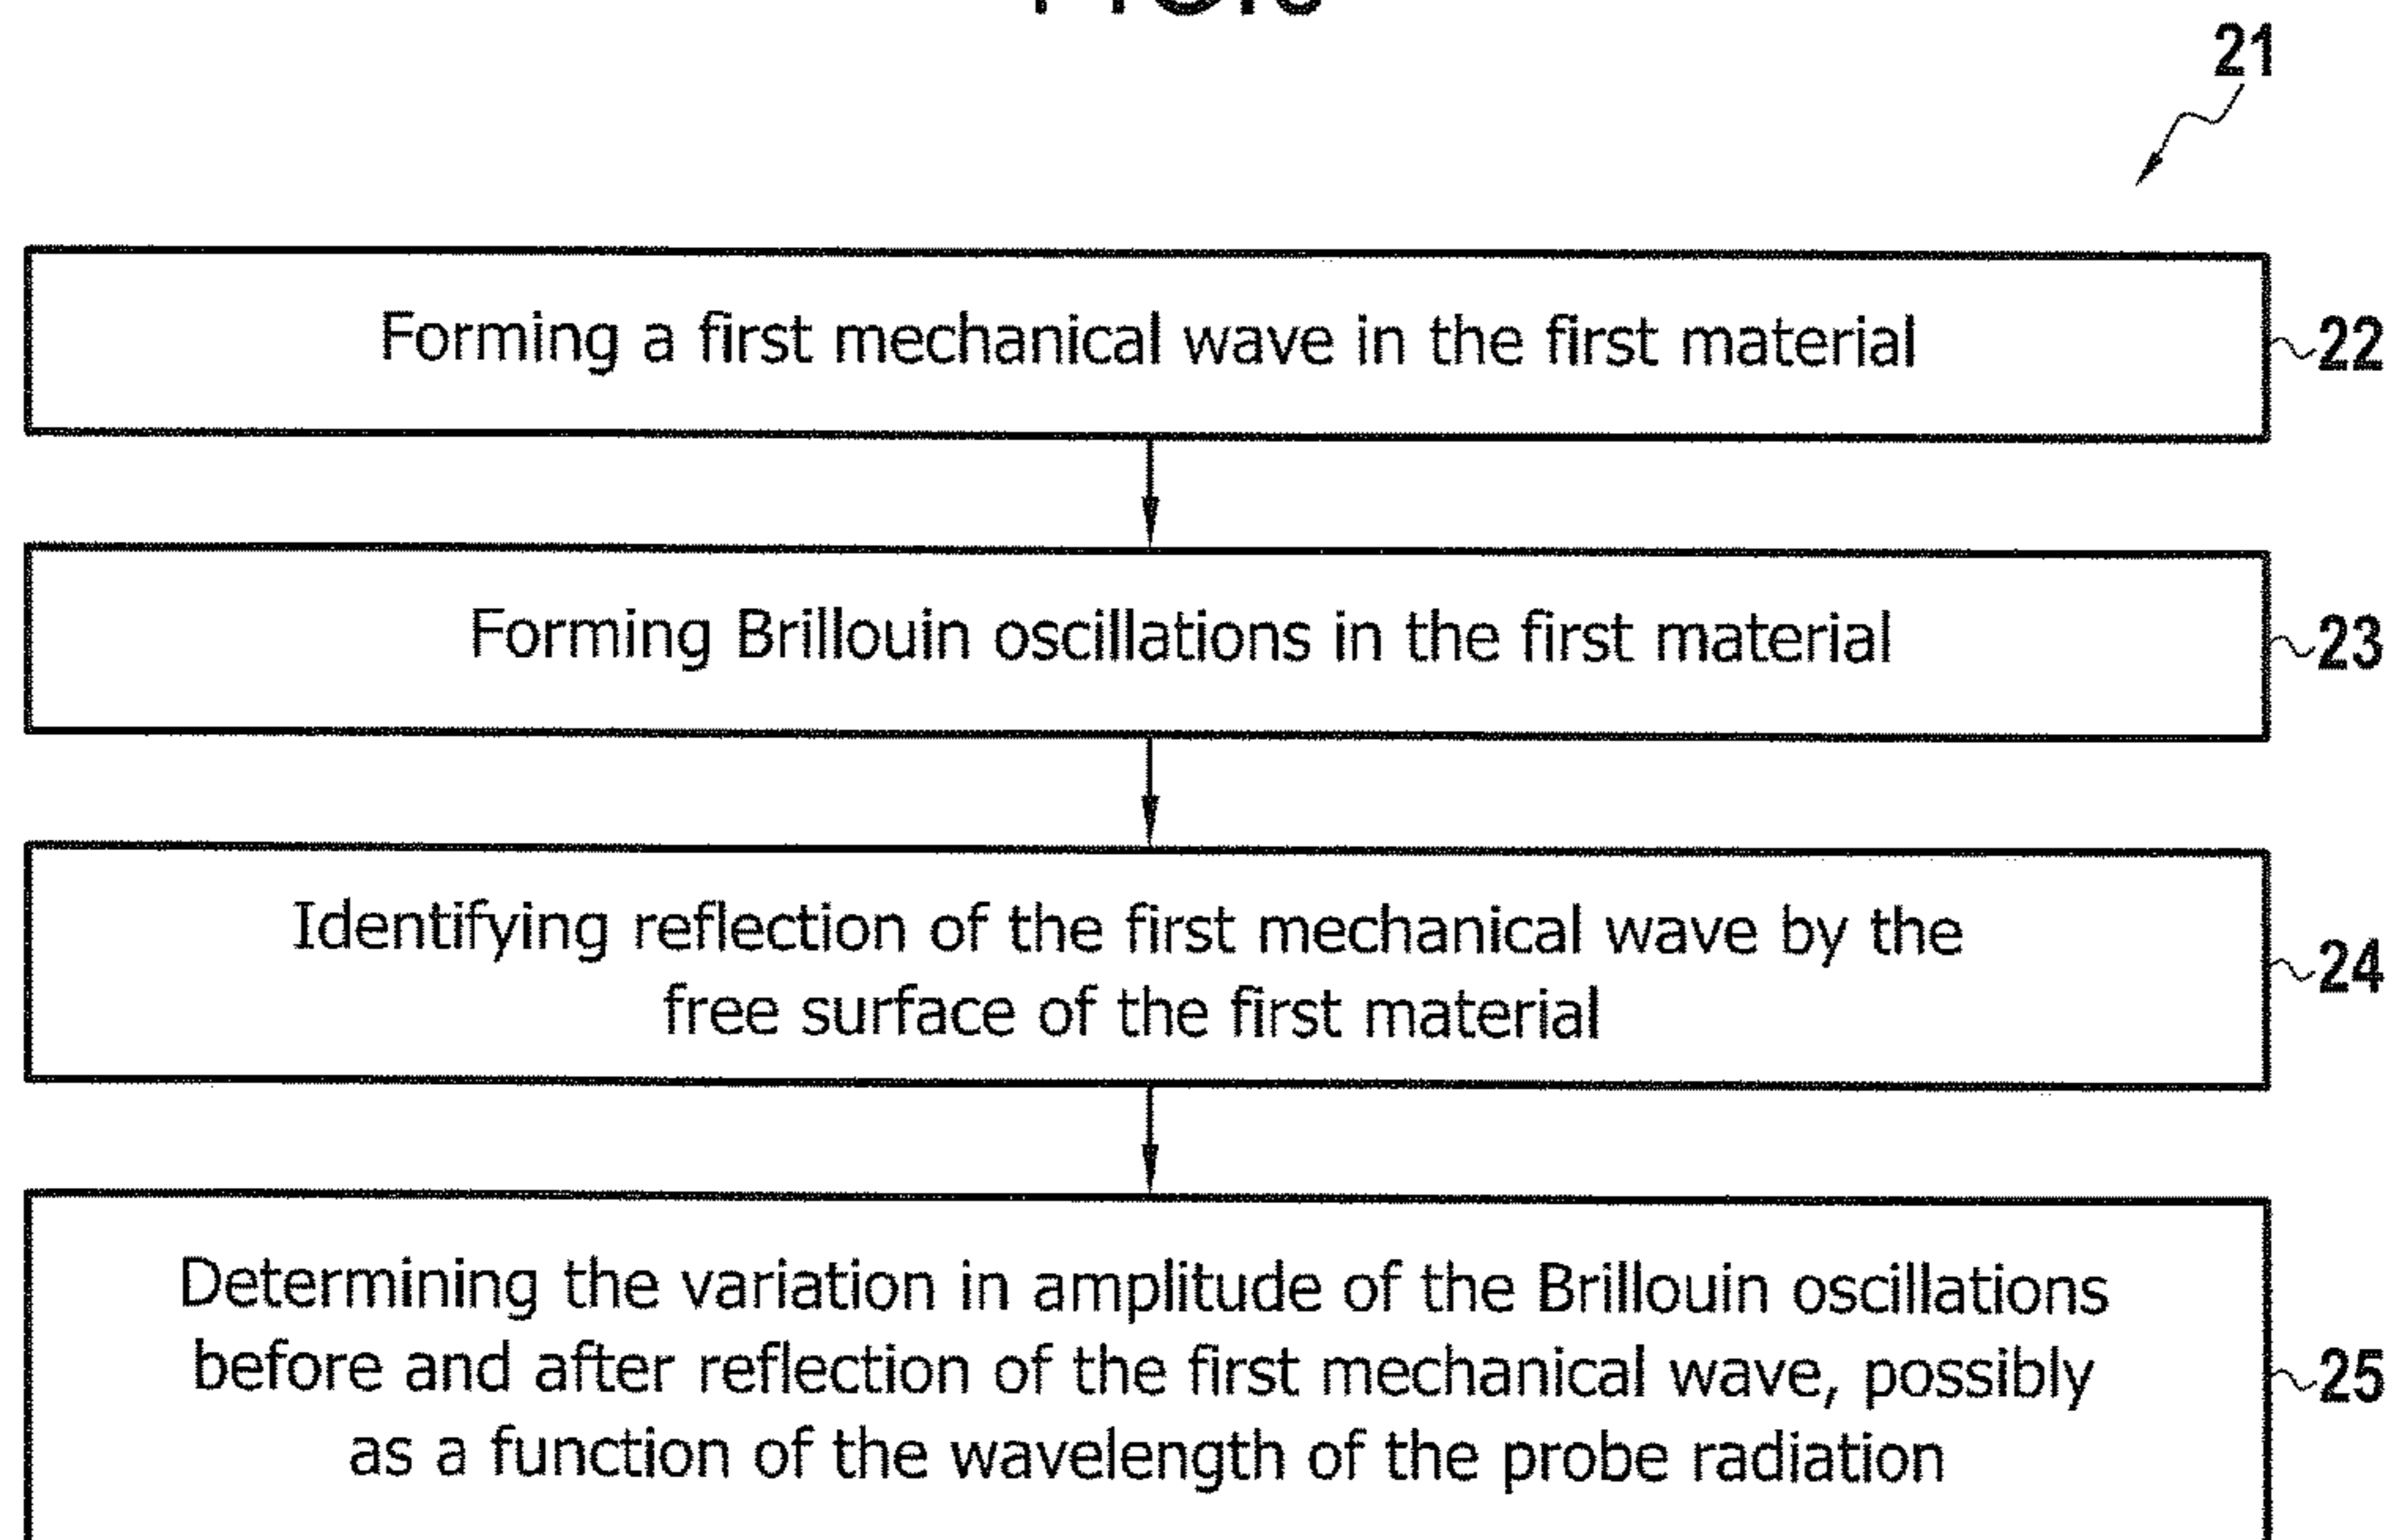 21
Forming a first mechanical wave in the first material
22
Forming Brillouin oscillations in the first material
23
Identifying reflection of the first mechanical wave by the
free surface of the first material
24
Determining the variation in amplitude of the Brillouin oscillations
before and after reflection of the first mechanical wave, possibly
as a function of the wavelength of the probe radiation
25